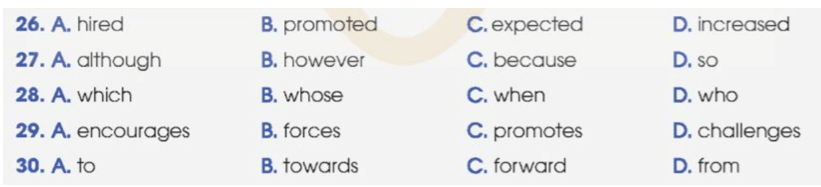 26. A. hired B. promoted C. expected D. increased
27. A. although B. however C. because D. so
28. A. which B. whose C. when D. who
29. A. encourages B. forces C. promotes D. challenges
30. A. to B. towards C. forward D. from